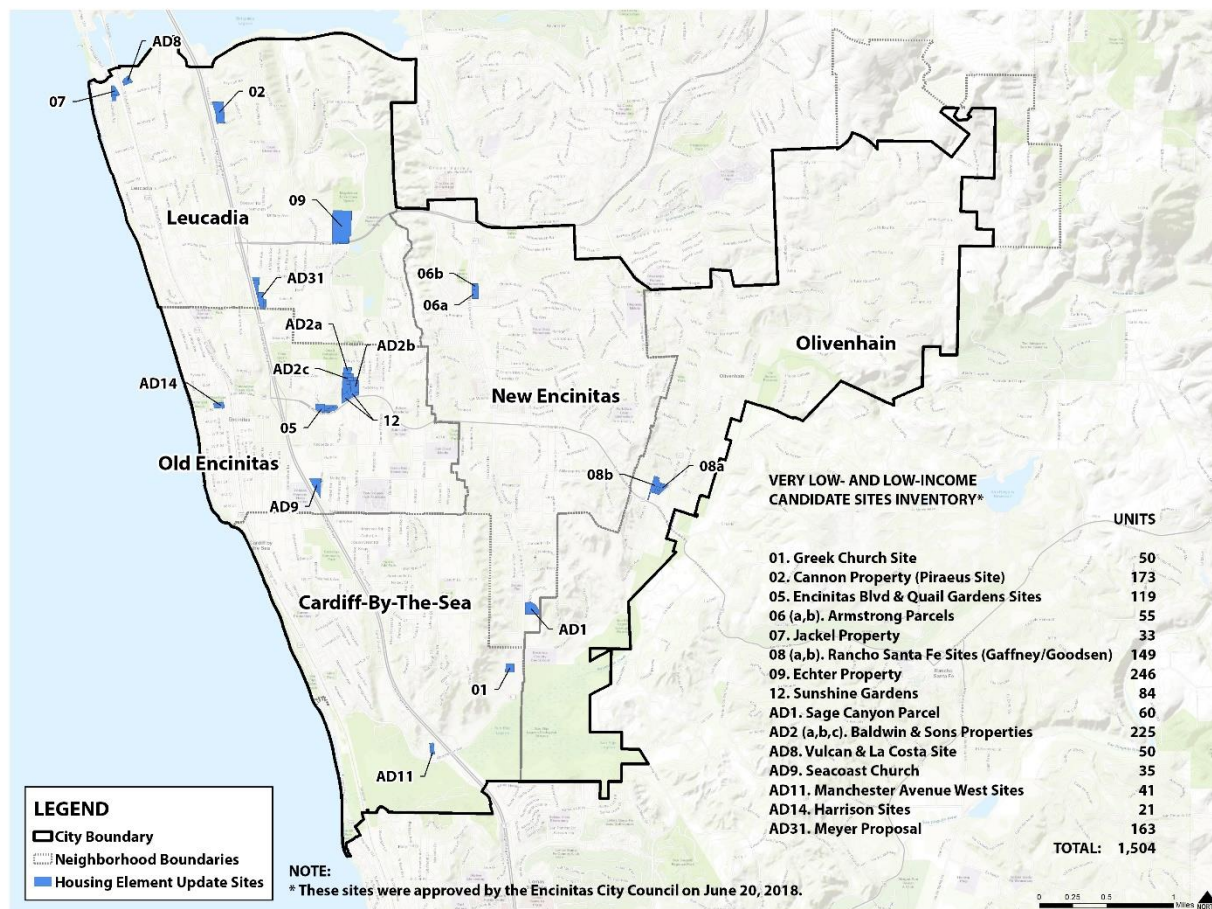 AD8
07
02
09
Leucadia
AD31
06b
06a
AD2a
AD2b
AD2c
Olivenhain
AD14
New Encinitas
05
12
Old Encinitas
08b
08a
AD9
VERY LOW- AND LOW-INCOME
CANDIDATE SITES INVENTORY*
UNITS
01. Greek Church Site 50
02. Cannon Property (Piraeus Site) 173
05. Encinitas Blvd & Quail Gardens Sites 119
06 (a,b). Armstrong Parcels 55
07. Jackel Property 33
08 (a,b). Rancho Santa Fe Sites (Gaffney/Goodsen) 149
09. Echter Property 246
12. Sunshine Gardens 84
AD1. Sage Canyon Parcel 60
AD2 (a,b,c). Baldwin & Sons Properties 225
AD8. Vulcan & La Costa Site 50
AD9. Seacoast Church 35
AD11. Manchester Avenue West Sites 41
AD14. Harrison Sites 21
AD31. Meyer Proposal 163
TOTAL: 1,504
Cardiff-By-The-Sea
AD1
01
AD11
LEGEND
City Boundary
Neighborhood Boundaries
Housing Element Update Sites
NOTE:
* These sites were approved by the Encinitas City Council on June 20, 2018.
0 0.25 0.5 1
Miles
NORTH